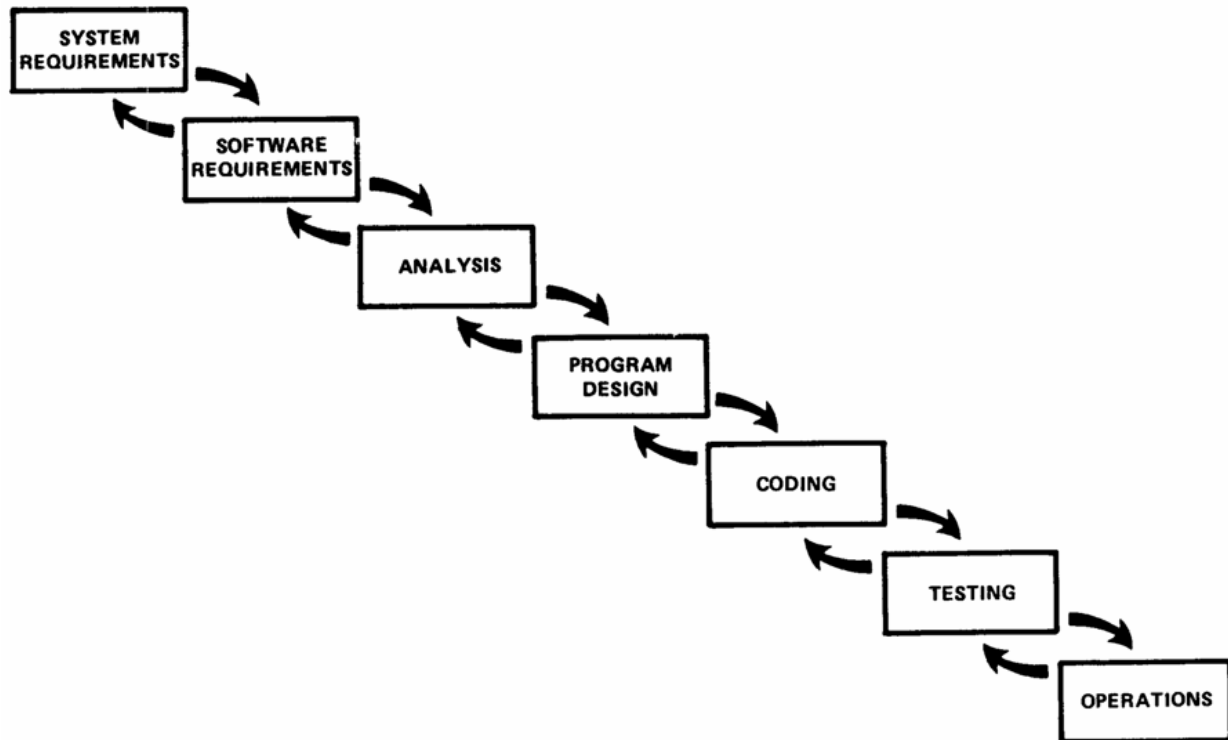 SYSTEM
REQUIREMENTS
SOFTWARE
REQUIREMENTS
ANALYSIS
PROGRAM
DESIGN
CODING
TESTING
OPERATIONS